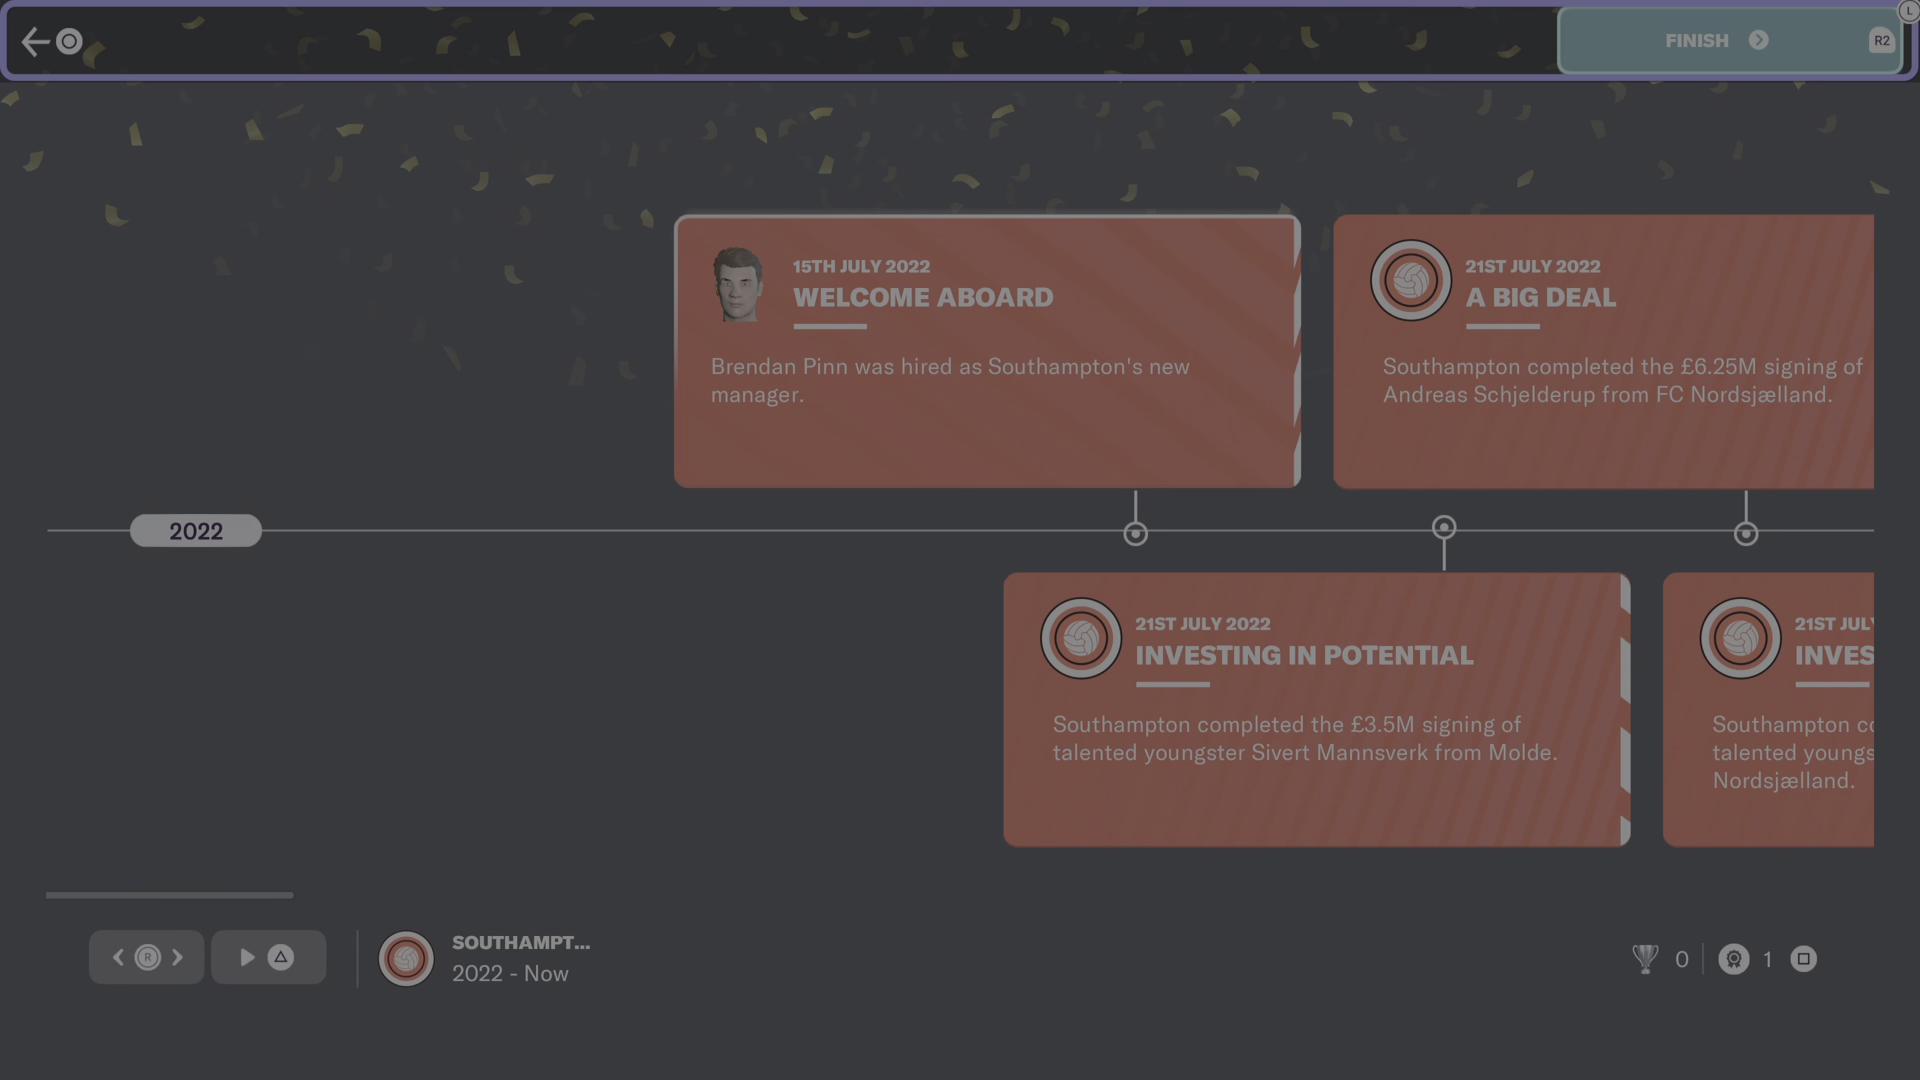 L
FINISH
R2
15TH JULY 2022
WELCOME ABOARD
Brendan Pinn was hired as Southampton's new
manager.
21ST JULY 2022
A BIG DEAL
Southampton completed the £6.25M signing of
Andreas Schjelderup from FC Nordsjælland.
2022
21ST JULY 2022
INVESTING IN POTENTIAL
Southampton completed the £3.5M signing of
talented youngster Sivert Mannsverk from Molde.
21ST JULY
INVES
Southampton co
talented youngs
Nordsjælland.
R
SOUTHAMPT...
2022 - Now
0
1